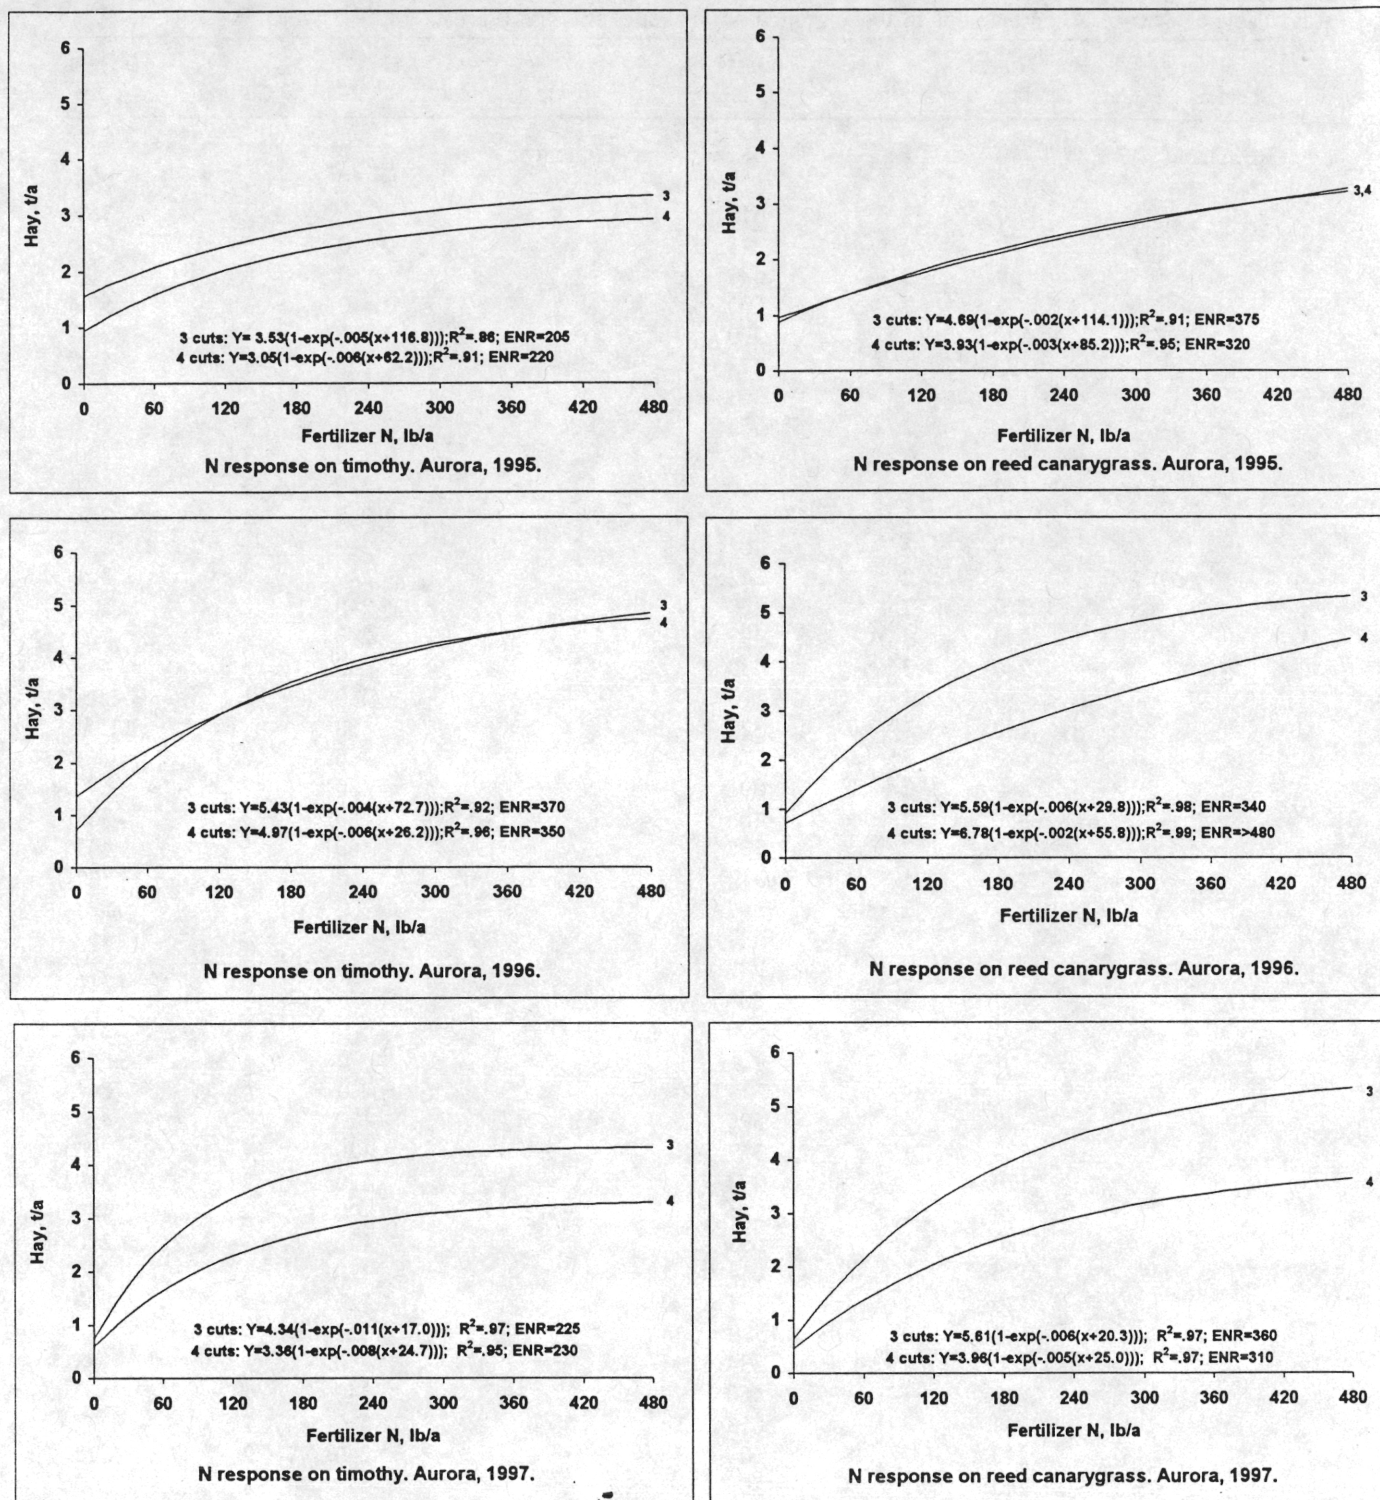 6
5
4
3
2
1
0
Hay, t/a
3
4
3 cuts: Y= 3.53(1-exp(-.005(x+116.8)));R²=.86; ENR=205
4 cuts: Y=3.05(1-exp(-.006(x+62.2)));R²=.91; ENR=220
0 60 120 180 240 300 360 420 480
Fertilizer N, lb/a
N response on timothy. Aurora, 1995.
6
5
4
3
2
1
0
Hay, t/a
3,4
3 cuts: Y=4.69(1-exp(-.002(x+114.1)));R²=.91; ENR=375
4 cuts: Y=3.93(1-exp(-.003(x+85.2)));R²=.95; ENR=320
0 60 120 180 240 300 360 420 480
Fertilizer N, lb/a
N response on reed canarygrass. Aurora, 1995.
6
5
4
3
2
1
0
Hay, t/a
3
4
3 cuts: Y=5.43(1-exp(-.004(x+72.7)));R²=.92; ENR=370
4 cuts: Y=4.97(1-exp(-.006(x+26.2)));R²=.96; ENR=350
0 60 120 180 240 300 360 420 480
Fertilizer N, lb/a
N response on timothy. Aurora, 1996.
6
5
4
3
2
1
0
Hay, t/a
3
4
3 cuts: Y=5.59(1-exp(-.006(x+29.8)));R²=.98; ENR=340
4 cuts: Y=6.78(1-exp(-.002(x+55.8)));R²=.99; ENR=>480
0 60 120 180 240 300 360 420 480
Fertilizer N, lb/a
N response on reed canarygrass. Aurora, 1996.
6
5
4
3
2
1
0
Hay, t/a
3
4
3 cuts: Y=4.34(1-exp(-.011(x+17.0))); R²=.97; ENR=225
4 cuts: Y=3.36(1-exp(-.008(x+24.7))); R²=.95; ENR=230
0 60 120 180 240 300 360 420 480
Fertilizer N, lb/a
N response on timothy. Aurora, 1997.
6
5
4
3
2
1
0
Hay, t/a
3
4
3 cuts: Y=5.61(1-exp(-.006(x+20.3))); R²=.97; ENR=360
4 cuts: Y=3.96(1-exp(-.005(x+25.0))); R²=.97; ENR=310
0 60 120 180 240 300 360 420 480
Fertilizer N, lb/a
N response on reed canarygrass. Aurora, 1997.